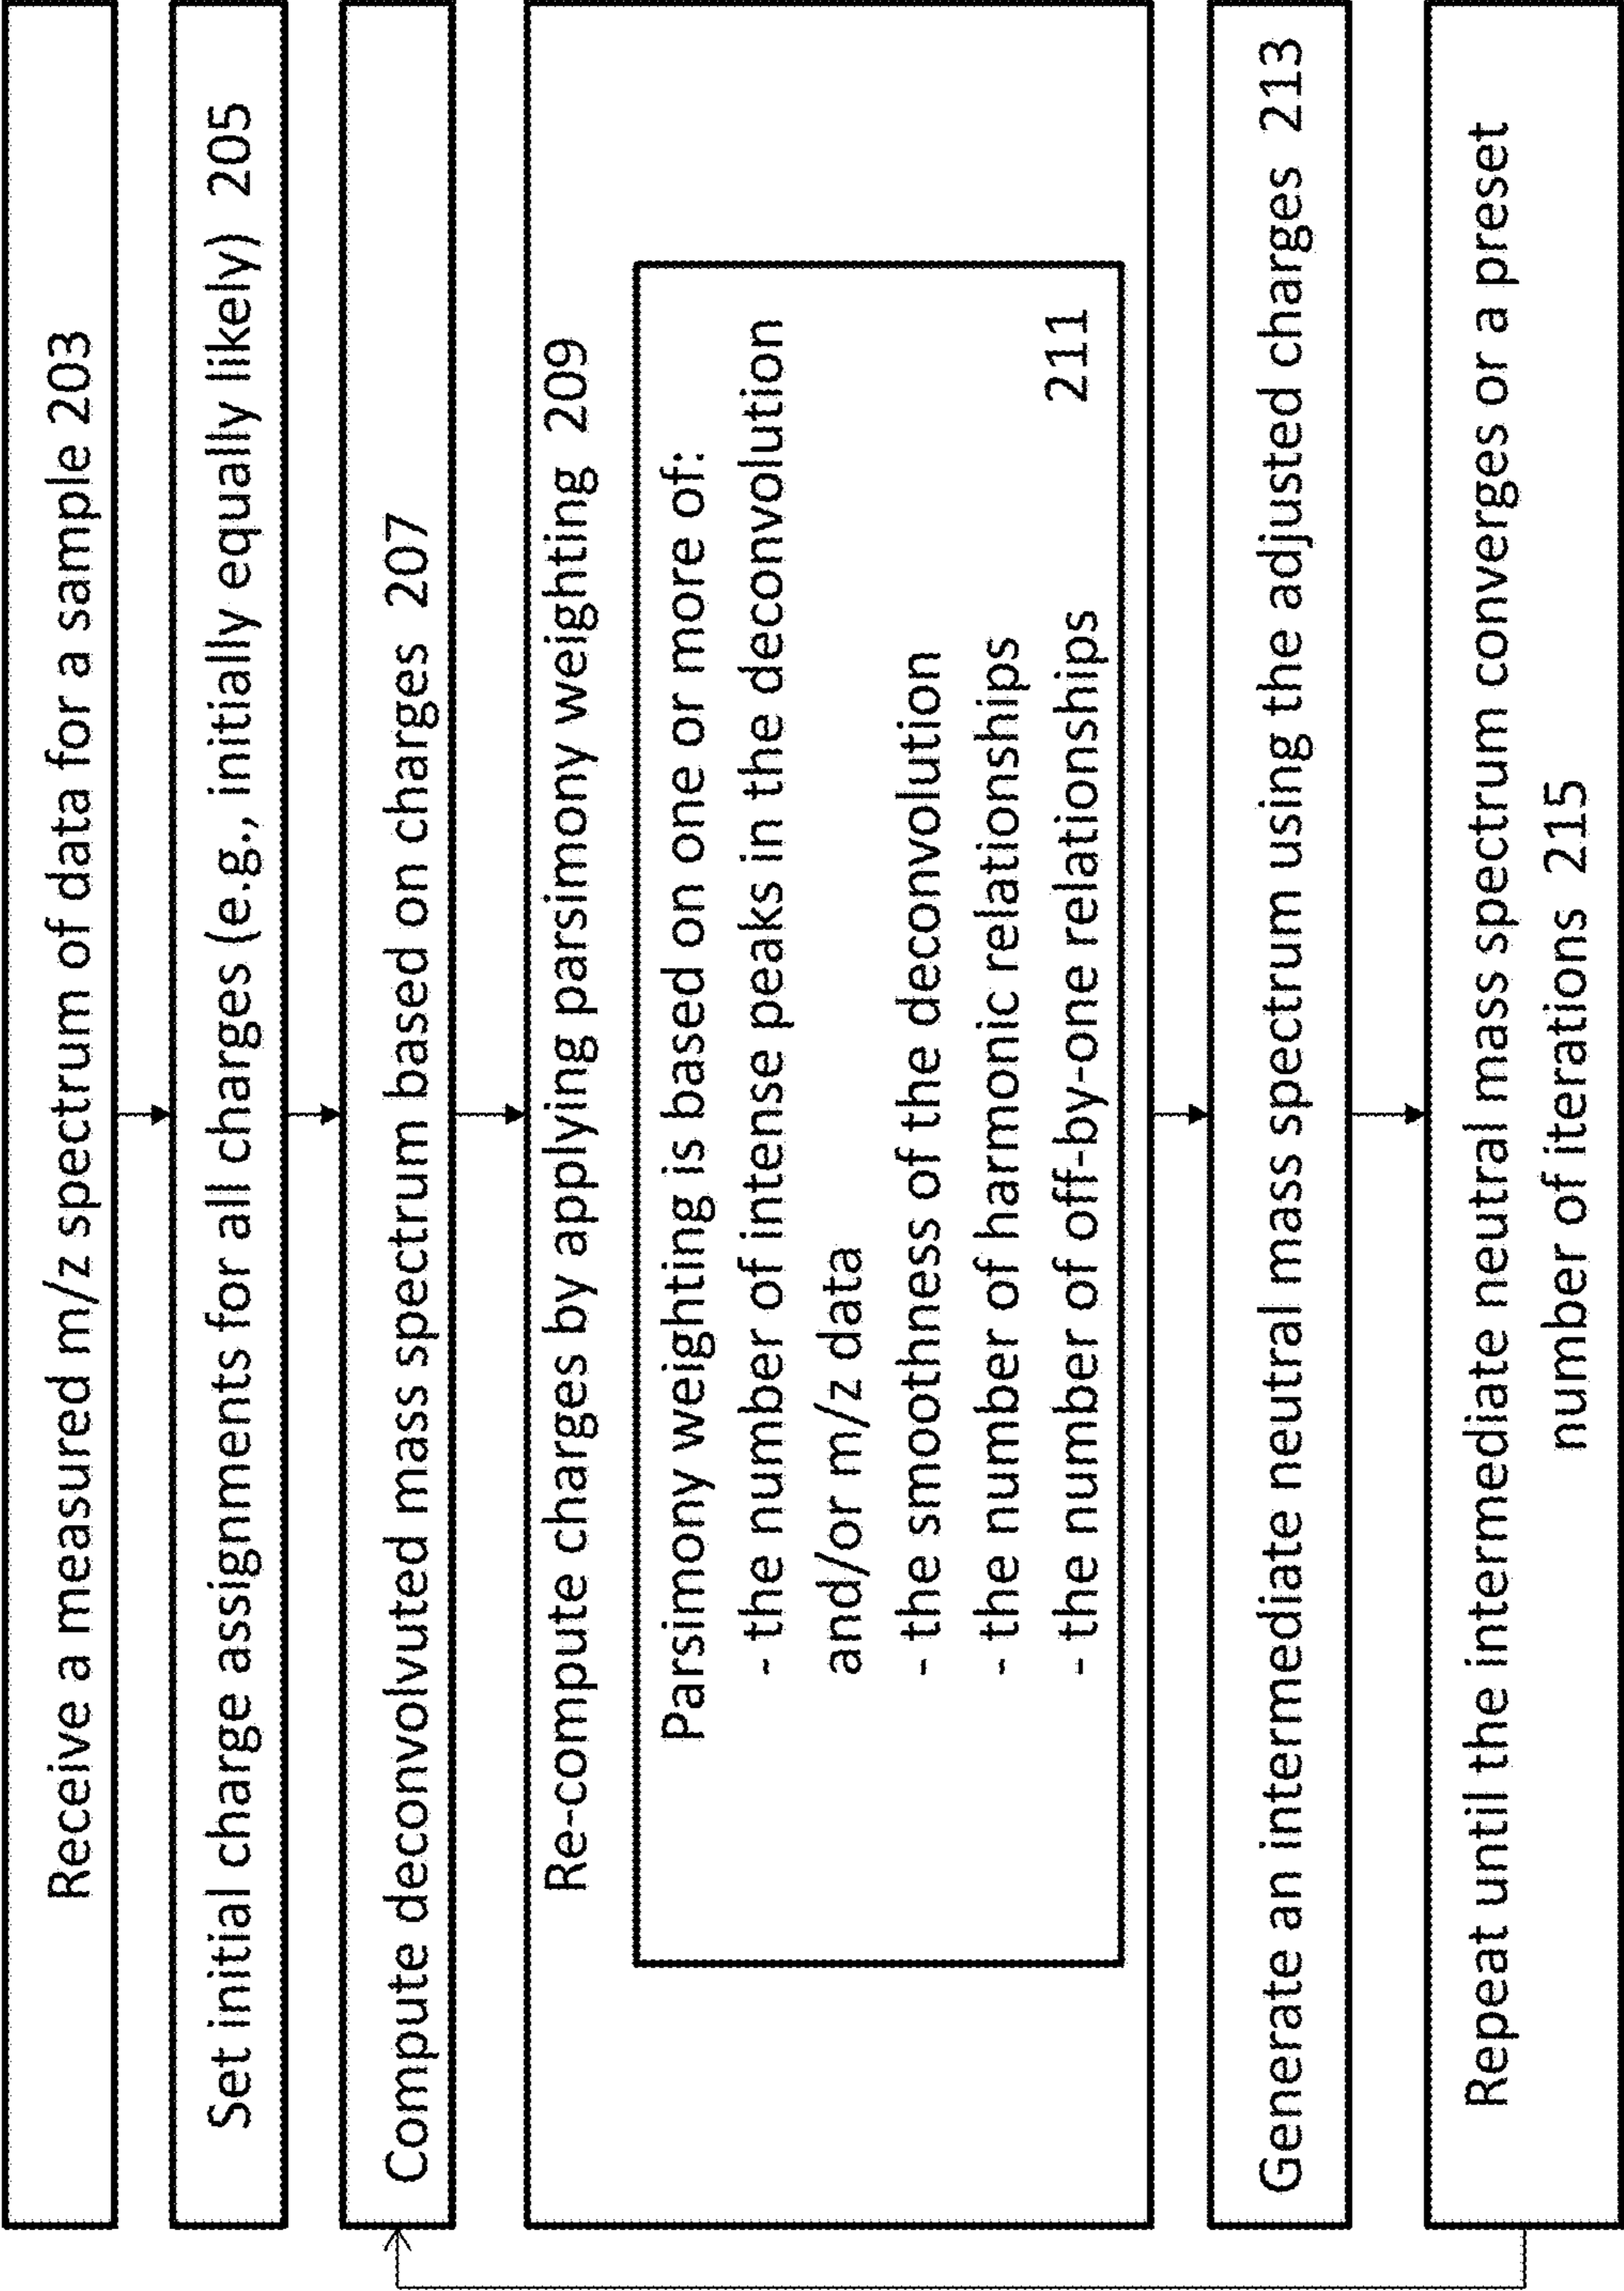 Receive a measured m/z spectrum of data for a sample 203
Set initial charge assignments for all charges (e.g., initially equally likely) 205
Compute deconvolvuted mass spectrum based on charges 207
Re-compute charges by applying parsimony weighting 209
Parsimony weighting is based on one or more of:
- the number of intense peaks in the deconvolution
and/or m/z data
- the smoothness of the deconvolution
- the number of harmonic relationships
- the number of off-by-one relationships 211
Generate an intermediate neutral mass spectrum using the adjusted charges 213
Repeat until the intermediate neutral mass spectrum converges or a preset
number of iterations 215